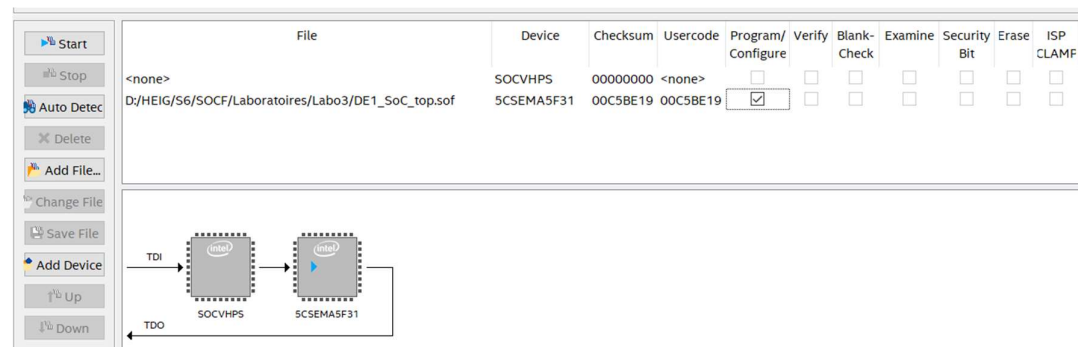 Start
Stop
Auto Detec
Delete
Add File...
Change File
Save File
Add Device
Up
Down
File Device Checksum Usercode Program/ Configure Verify Blank- Check Examine Security Bit Erase ISP CLAMP
<none> SOCVHPS 00000000 <none>
D:/HEIG/S6/SOCF/Laboratoires/Labo3/DE1_SoC_top.sof 5CSEMA5F31 00C5BE19 00C5BE19
TDI
intel
intel
SOCVHPS
5CSEMA5F31
TDO